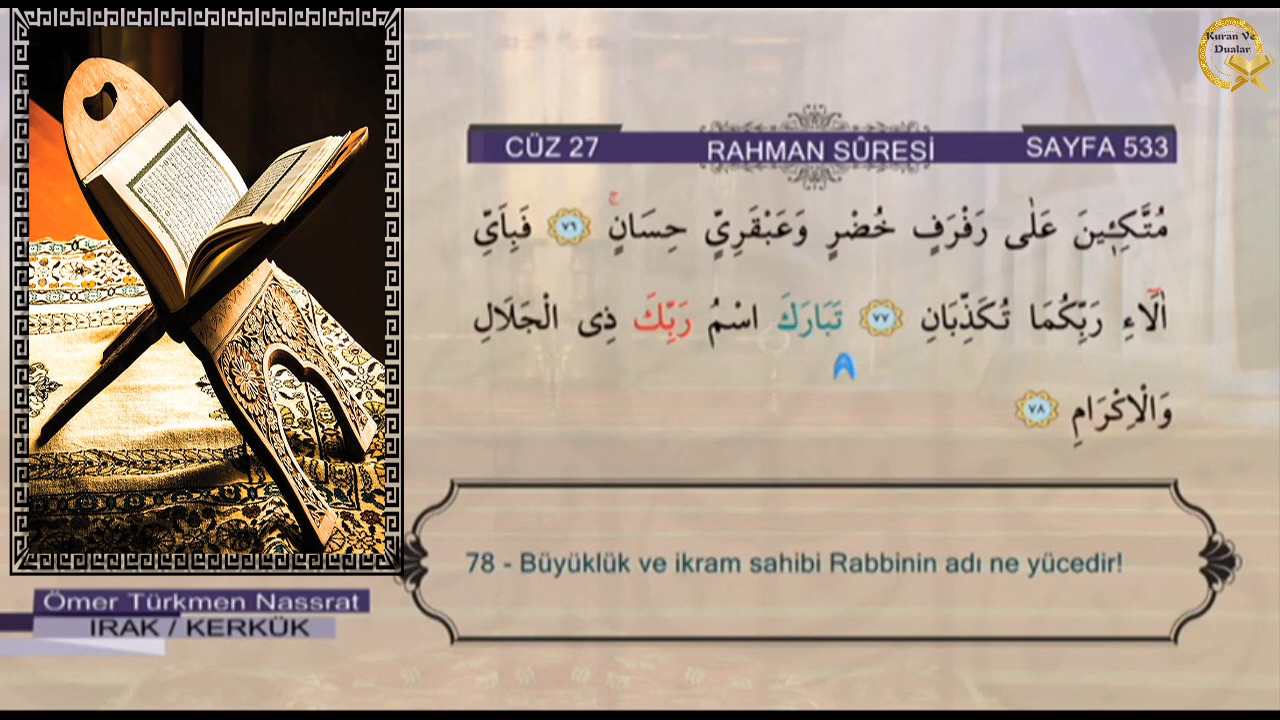 Kuran Ve
Dualar
CÜZ 27
RAHMAN SÛRESİ
SAYFA 533
مُتَّكِـ۪ٔينَ عَلٰى رَفْرَفٍ خُضْرٍ وَعَبْقَرِيٍّ حِسَانٍۚ ﴿٧٦﴾ فَبِاَيِّ
اٰلَٓاءِ رَبِّكُمَا تُكَذِّبَانِ ﴿٧٧﴾ تَبَارَكَ اسْمُ رَبِّكَ ذِى الْجَلَالِ
وَالْاِكْرَامِ ﴿٧٨﴾
78 - Büyüklük ve ikram sahibi Rabbinin adı ne yücedir!
Ömer Türkmen Nassrat
IRAK / KERKÜK